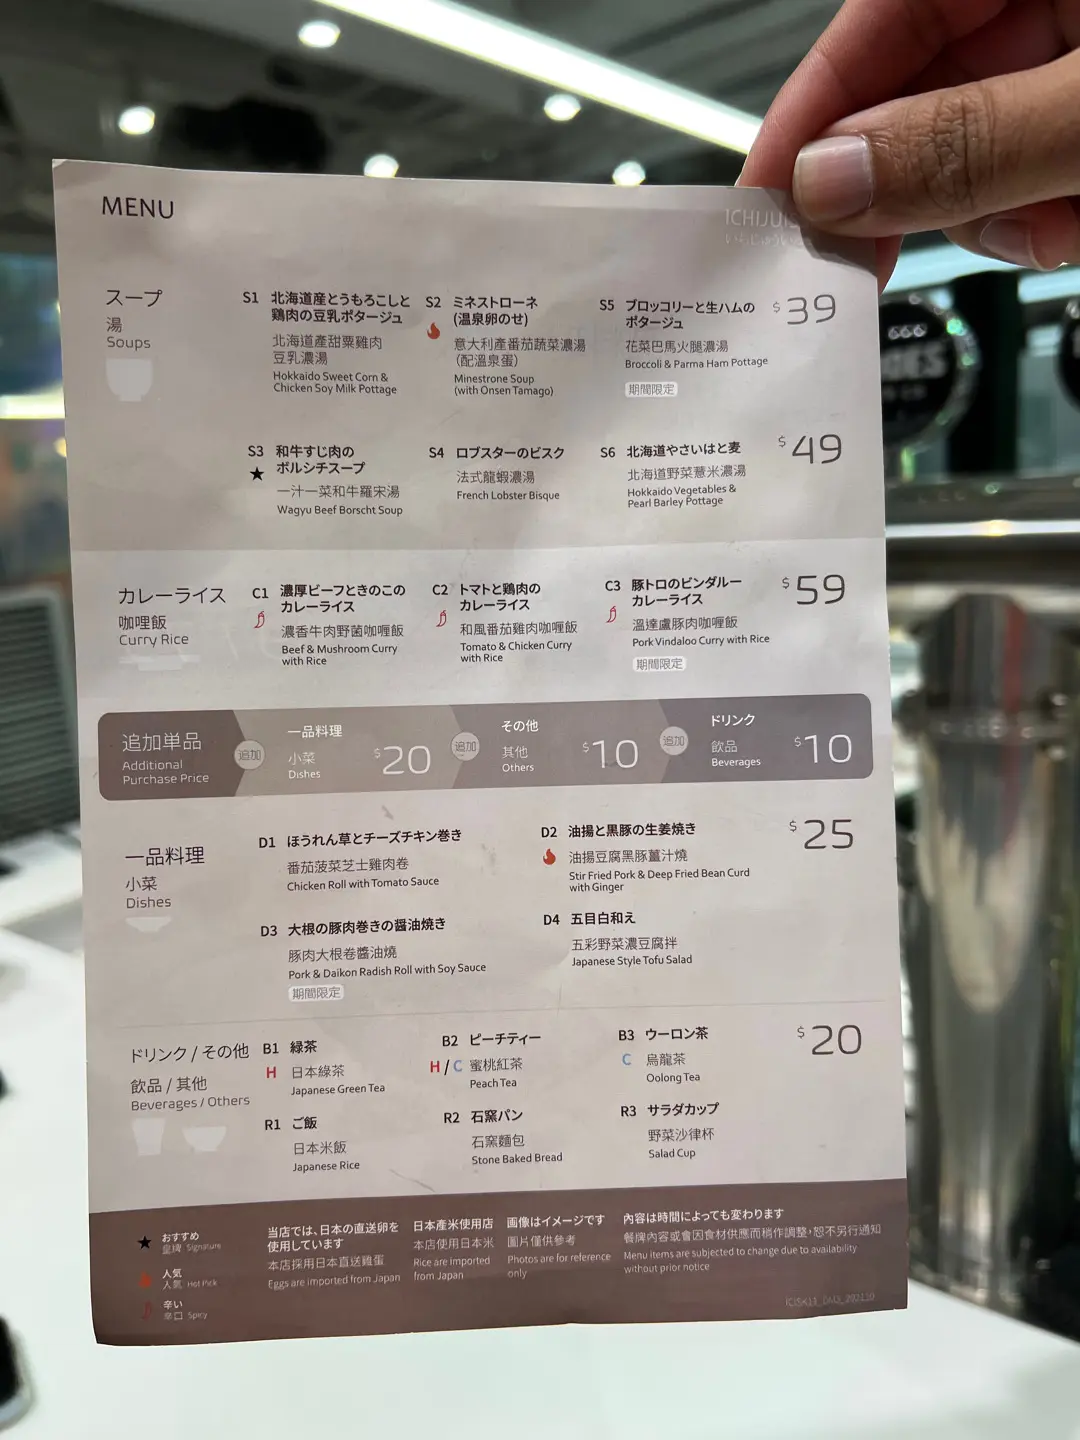 MENU
ICHIJUIS
スープ
湯
Soups
S1 北海道産とうもろこしと
鶏肉の豆乳ポタージュ
北海道產甜粟雞肉
豆乳濃湯
Hokkaido Sweet Corn &
Chicken Soy Milk Pottage
S2 ミネストローネ
(温泉卵のせ)
意大利產番茄蔬菜濃湯
(配溫泉蛋)
Minestrone Soup
(with Onsen Tamago)
S5 ブロッコリーと生ハムの
ポタージュ
花菜巴馬火腿濃湯
Broccoli & Parma Ham Pottage
期間限定
$39
S3 和牛すじ肉の
ボルシチスープ
一汁一菜和牛羅宋湯
Wagyu Beef Borscht Soup
S4 ロブスターのビスク
法式龍蝦濃湯
French Lobster Bisque
S6 北海道やさいはと麦
北海道野菜薏米濃湯
Hokkaido Vegetables &
Pearl Barley Pottage
$49
カレーライス
咖哩飯
Curry Rice
C1 濃厚ビーフときのこの
カレーライス
濃香牛肉野菌咖喱飯
Beef & Mushroom Curry
with Rice
C2 トマトと鶏肉の
カレーライス
和風番茄雞肉咖喱飯
Tomato & Chicken Curry
with Rice
C3 豚トロのビンダルー
カレーライス
溫達盧豚肉咖喱飯
Pork Vindaloo Curry with Rice
期間限定
$59
追加単品
Additional
Purchase Price
追加
一品料理
小菜
Dishes
$20
追加
その他
其他
Others
$10
追加
ドリンク
飲品
Beverages
$10
一品料理
小菜
Dishes
D1 ほうれん草とチーズチキン巻き
番茄菠菜芝士雞肉卷
Chicken Roll with Tomato Sauce
D2 油揚と黒豚の生姜焼き
油揚豆腐黑豚薑汁燒
Stir Fried Pork & Deep Fried Bean Curd
with Ginger
$25
D3 大根の豚肉巻きの醤油焼き
豚肉大根卷醬油燒
Pork & Daikon Radish Roll with Soy Sauce
期間限定
D4 五目白和え
五彩野菜濃豆腐拌
Japanese Style Tofu Salad
ドリンク / その他
飲品 / 其他
Beverages / Others
B1 緑茶
H 日本綠茶
Japanese Green Tea
B2 ピーチティー
H / C 蜜桃紅茶
Peach Tea
B3 ウーロン茶
C 烏龍茶
Oolong Tea
$20
R1 ご飯
日本米飯
Japanese Rice
R2 石窯パン
石窯麵包
Stone Baked Bread
R3 サラダカップ
野菜沙律杯
Salad Cup
★ おすすめ
皇牌 Signature
人気
人氣 Hot Pick
辛い
辛口 Spicy
当店では、日本の直送卵を
使用しています
本店採用日本直送雞蛋
Eggs are imported from Japan
日本産米使用店
本店使用日本米
Rice are imported
from Japan
画像はイメージです
圖片僅供參考
Photos are for reference
only
内容は時間によっても変わります
餐牌內容或會因食材供應而稍作調整，恕不另行通知
Menu items are subjected to change due to availability
without prior notice